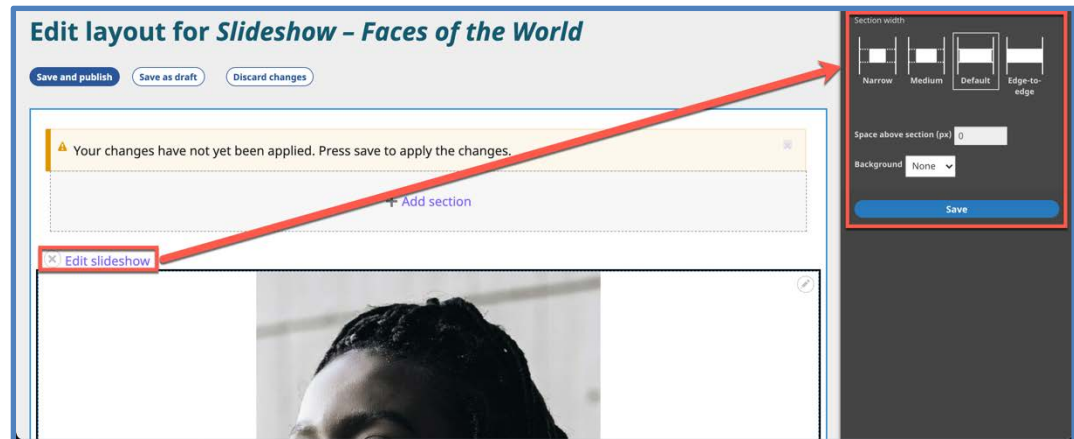 Edit layout for Slideshow – Faces of the World
Save and publish
Save as draft
Discard changes
Your changes have not yet been applied. Press save to apply the changes.
+ Add section
Edit slideshow
Section width
Narrow
Medium
Default
Edge-to-
edge
Space above section (px) 0
Background None
Save